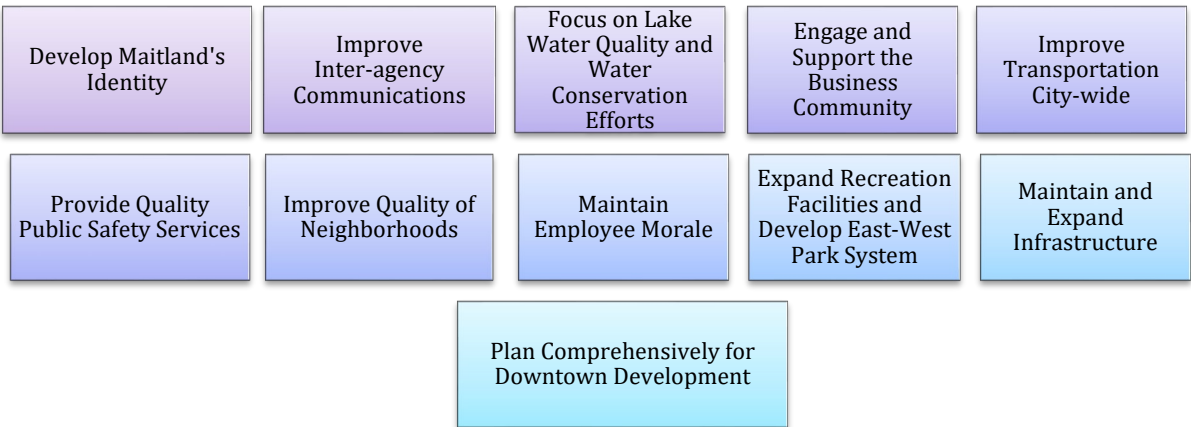 Develop Maitland's
Identity
Improve
Inter-agency
Communications
Focus on Lake
Water Quality and
Water
Conservation
Efforts
Engage and
Support the
Business
Community
Improve
Transportation
City-wide
Provide Quality
Public Safety Services
Improve Quality of
Neighborhoods
Maintain
Employee Morale
Expand Recreation
Facilities and
Develop East-West
Park System
Maintain and
Expand
Infrastructure
Plan Comprehensively for
Downtown Development